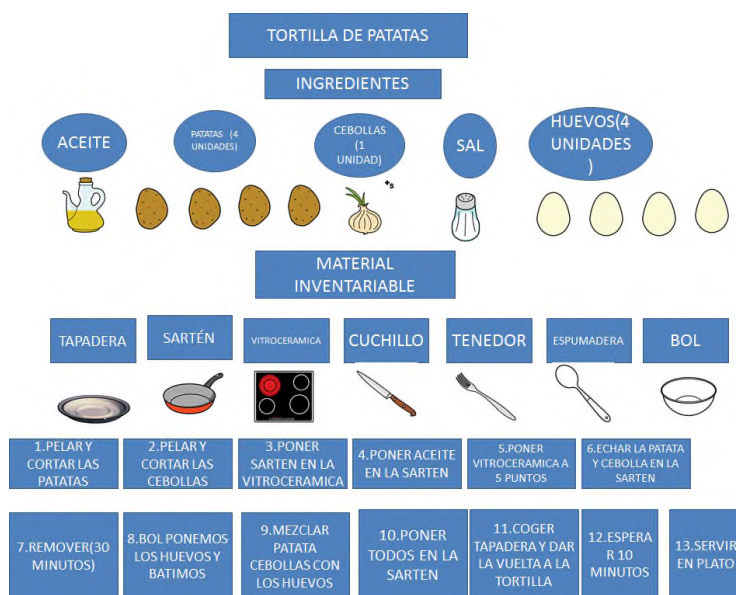 TORTILLA DE PATATAS
INGREDIENTES
ACEITE
PATATAS (4
UNIDADES)
CEBOLLAS
(1
UNIDAD)
SAL
HUEVOS(4
UNIDADES
)
+s
MATERIAL
INVENTARIABLE
TAPADERA
SARTÉN
VITROCERAMICA
CUCHILLO
TENEDOR
ESPUMADERA
BOL
1.PELAR Y
CORTAR LAS
PATATAS
2.PELAR Y
CORTAR LAS
CEBOLLAS
3.PONER
SARTEN EN LA
VITROCERAMICA
4.PONER ACEITE
EN LA SARTEN
5.PONER
VITROCERAMICA A
5 PUNTOS
6.ECHAR LA PATATA
Y CEBOLLA EN LA
SARTEN
7.REMOVER(30
MINUTOS)
8.BOL PONEMOS
LOS HUEVOS Y
BATIMOS
9.MEZCLAR
PATATA
CEBOLLAS CON
LOS HUEVOS
10.PONER
TODOS EN LA
SARTEN
11.COGER
TAPADERA Y DAR
LA VUELTA A LA
TORTILLA
12.ESPERA
R 10
MINUTOS
13.SERVIR
EN PLATO